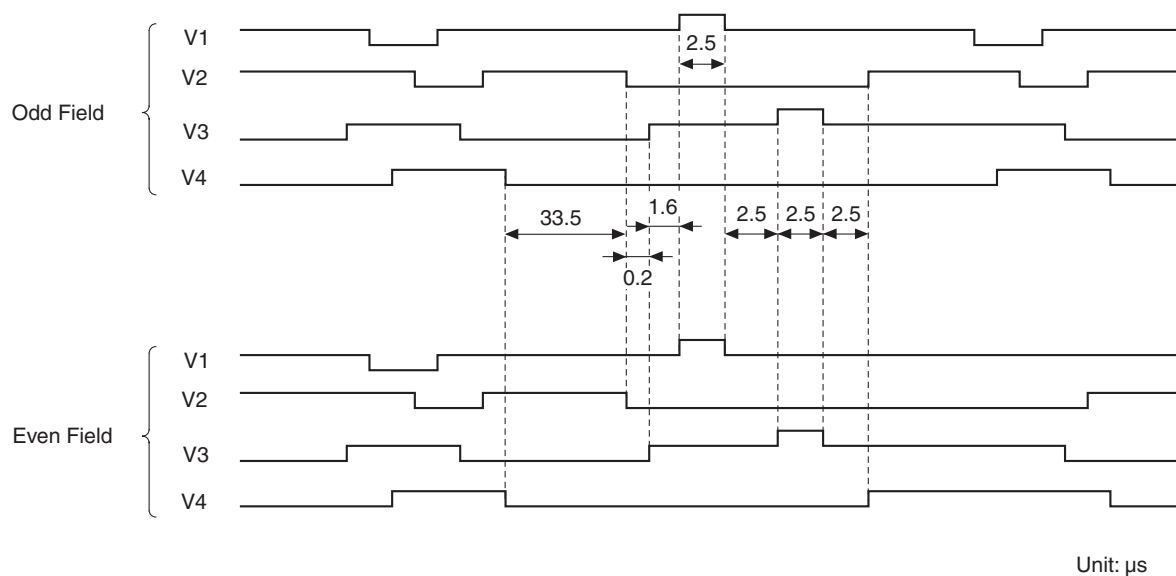 V1
2.5
V2
Odd Field
V3
V4
33.5
1.6
2.5 2.5 2.5
0.2
V1
V2
Even Field
V3
V4
Unit: μs